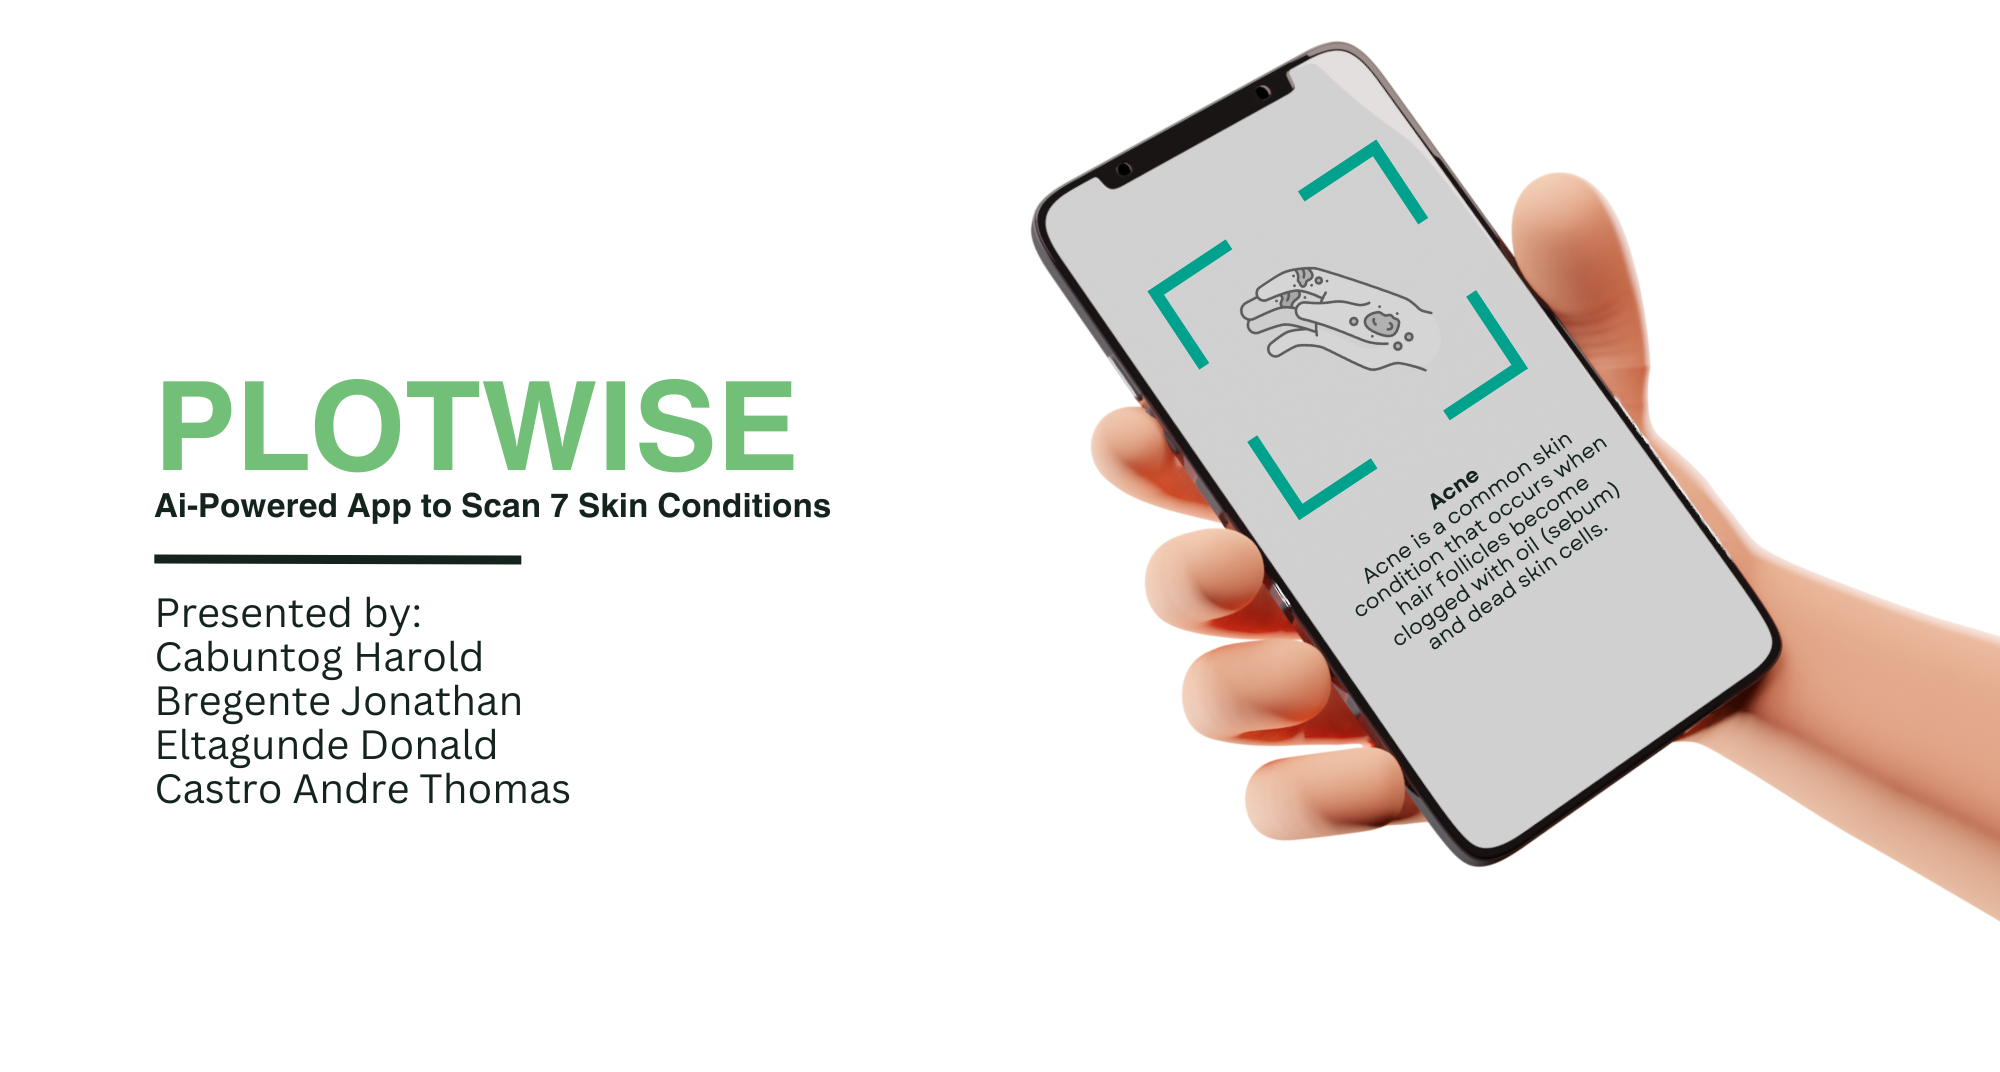 PLOTWISE
Ai-Powered App to Scan 7 Skin Conditions
Presented by:
Cabuntog Harold
Bregente Jonathan
Eltagunde Donald
Castro Andre Thomas
Acne
Acne is a common skin
condition that occurs when
hair follicles become
clogged with oil (sebum)
and dead skin cells.